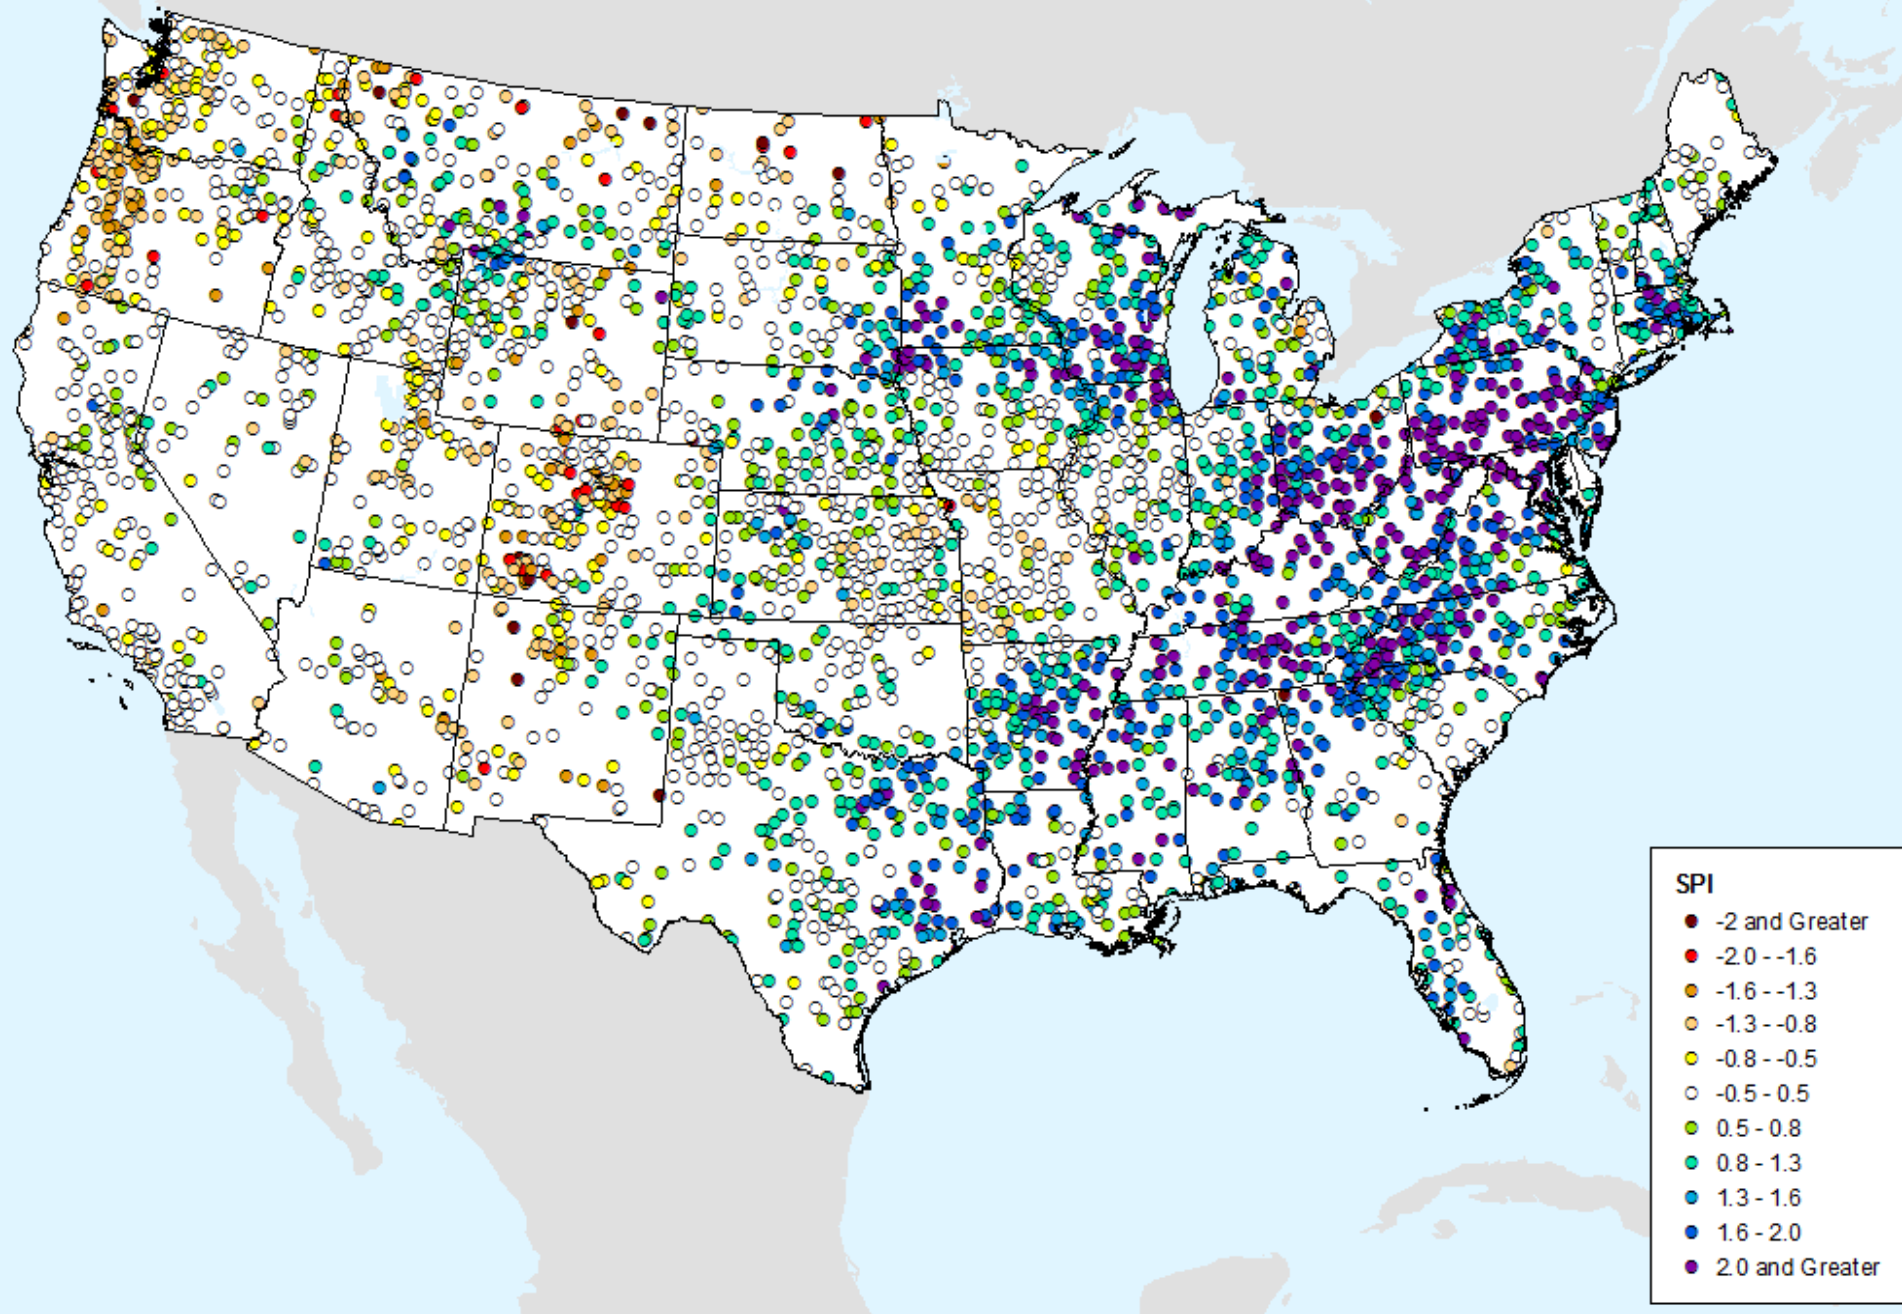 SPI
-2 and Greater
-2.0 - -1.6
-1.6 - -1.3
-1.3 - -0.8
-0.8 - -0.5
-0.5 - 0.5
0.5 - 0.8
0.8 - 1.3
1.3 - 1.6
1.6 - 2.0
2.0 and Greater